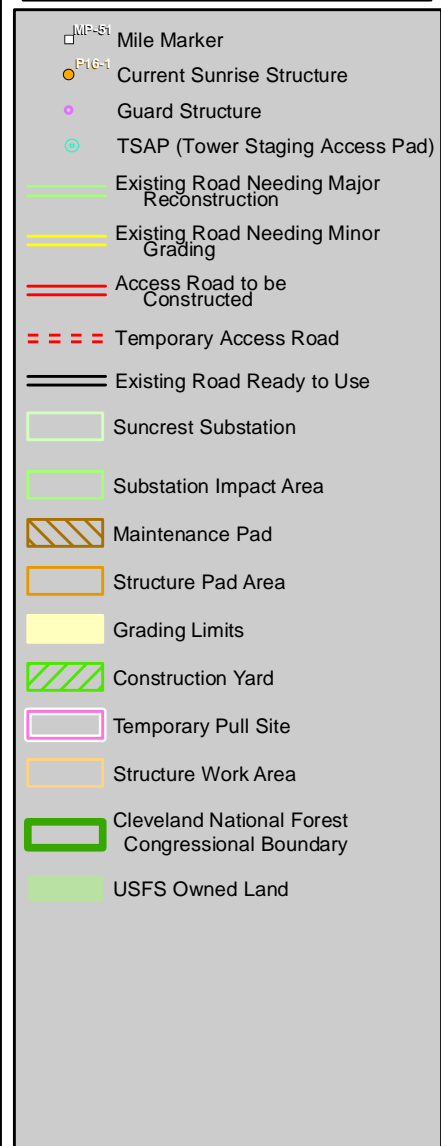 MP-51
Mile Marker
P16-1
Current Sunrise Structure
Guard Structure
TSAP (Tower Staging Access Pad)
Existing Road Needing Major
Reconstruction
Existing Road Needing Minor
Grading
Access Road to be
Constructed
Temporary Access Road
Existing Road Ready to Use
Suncrest Substation
Substation Impact Area
Maintenance Pad
Structure Pad Area
Grading Limits
Construction Yard
Temporary Pull Site
Structure Work Area
Cleveland National Forest
Congressional Boundary
USFS Owned Land